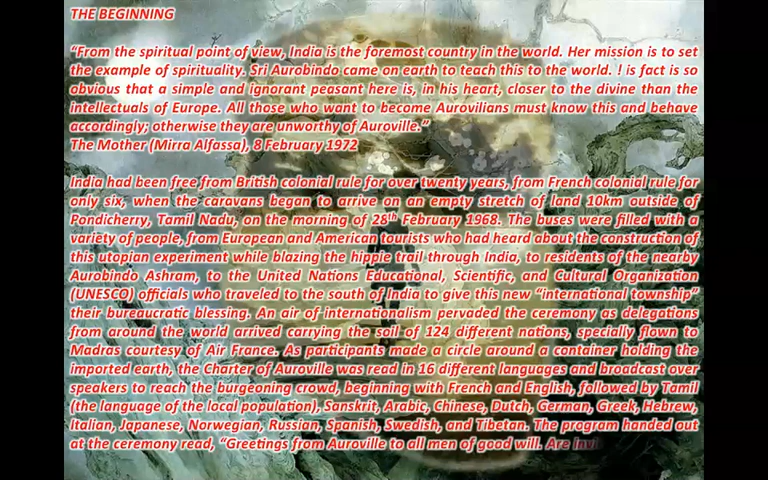 THE BEGINNING
“From the spiritual point of view, India is the foremost country in the world. Her mission is to set
the example of spirituality. Sri Aurobindo came on earth to teach this to the world. ! is fact is so
obvious that a simple and ignorant peasant here is, in his heart, closer to the divine than the
intellectuals of Europe. All those who want to become Aurovilians must know this and behave
accordingly; otherwise they are unworthy of Auroville.”
The Mother (Mirra Alfassa), 8 February 1972
India had been free from British colonial rule for over twenty years, from French colonial rule for
only six, when the caravans began to arrive on an empty stretch of land 10km outside of
Pondicherry, Tamil Nadu, on the morning of 28th February 1968. The buses were filled with a
variety of people, from European and American tourists who had heard about the construction of
this utopian experiment while blazing the hippie trail through India, to residents of the nearby
Aurobindo Ashram, to the United Nations Educational, Scientific, and Cultural Organization
(UNESCO) officials who traveled to the south of India to give this new “international township”
their bureaucratic blessing. An air of internationalism pervaded the ceremony as delegations
from around the world arrived carrying the soil of 124 different nations, specially flown to
Madras courtesy of Air France. As participants made a circle around a container holding the
imported earth, the Charter of Auroville was read in 16 different languages and broadcast over
speakers to reach the burgeoning crowd, beginning with French and English, followed by Tamil
(the language of the local population), Sanskrit, Arabic, Chinese, Dutch, German, Greek, Hebrew,
Italian, Japanese, Norwegian, Russian, Spanish, Swedish, and Tibetan. The program handed out
at the ceremony read, “Greetings from Auroville to all men of good will. Are Invi